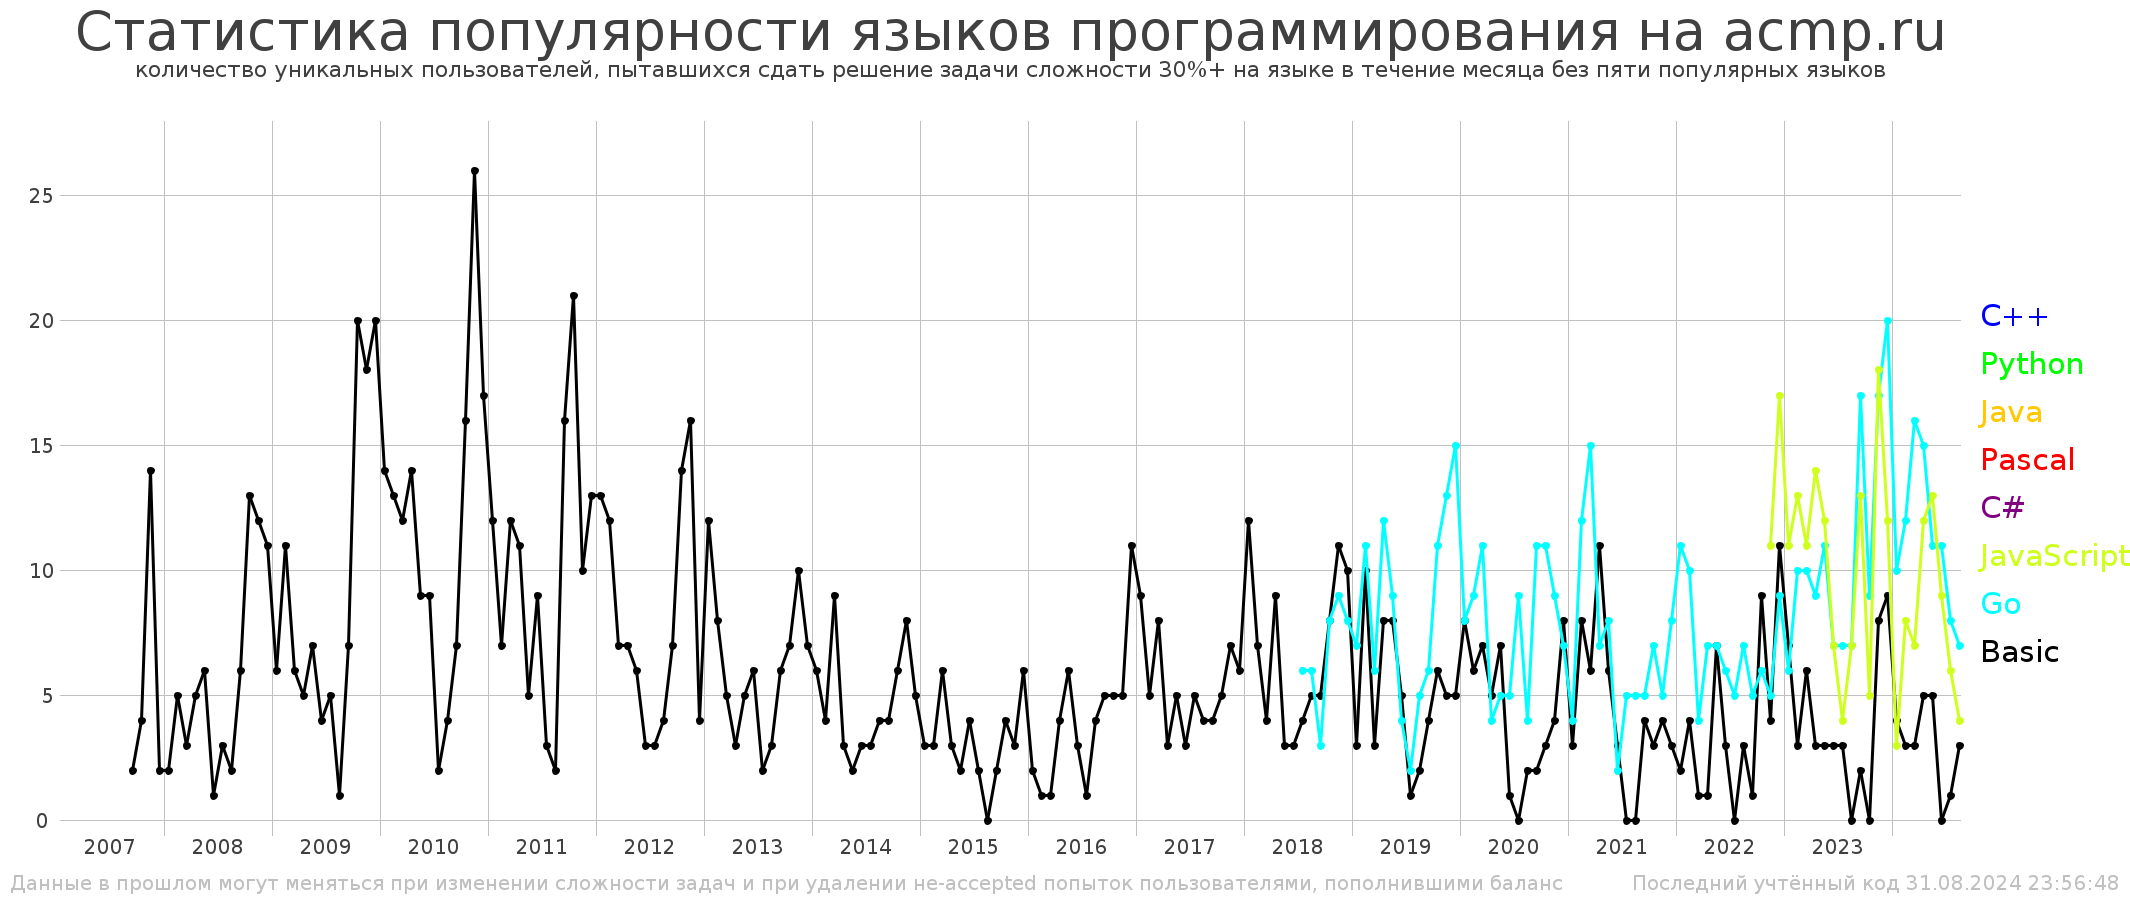 Статистика популярности языков программирования на acmp.ru
количество уникальных пользователей, пытавшихся сдать решение задачи сложности 30%+ на языке в течение месяца без пяти популярных языков
25
20
15
10
5
0
C++
Python
Java
Pascal
C#
JavaScript
Go
Basic
2007 2008 2009 2010 2011 2012 2013 2014 2015 2016 2017 2018 2019 2020 2021 2022 2023
Данные в прошлом могут меняться при изменении сложности задач и при удалении не-accepted попыток пользователями, пополнившими баланс
Последний учтённый код 31.08.2024 23:56:48